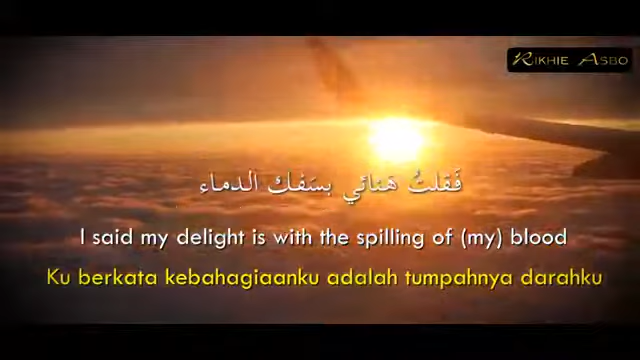 RIKHIE ASBO
فَقلتُ هَنائي بسَفك الدماء
I said my delight is with the spilling of (my) blood
Ku berkata kebahagiaanku adalah tumpahnya darahku